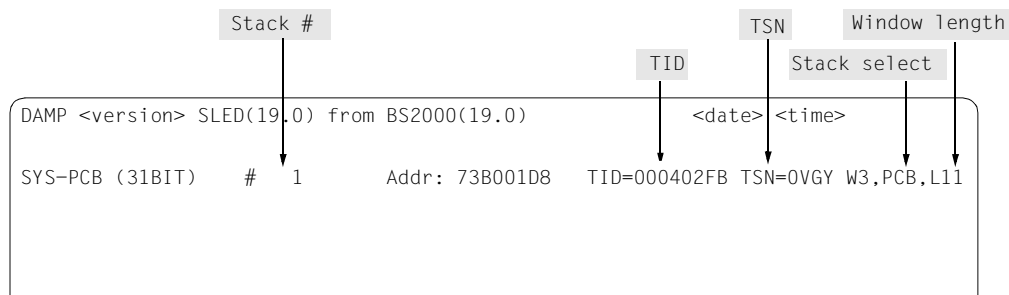 Stack #
TSN
Window length
TID
Stack select
DAMP <version> SLED(19.0) from BS2000(19.0) <date> <time>
SYS-PCB (31BIT) # 1 Addr: 73B001D8 TID=000402FB TSN=0VGY W3,PCB,L11